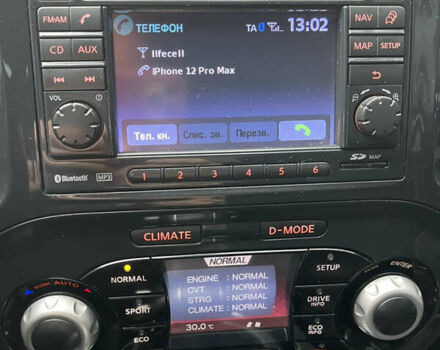 FM·AM
ТЕЛЕФОН
TA
13:02
NAV
CD
AUX
lifecell
MAP
SETUP
iPhone 12 Pro Max
VOL
Тел. кн.
Спис. зв.
Перезв.
Bluetooth
MP3
1 2 3 4 5 6
SD MAP
CLIMATE
D-MODE
NORMAL
NORMAL
SETUP
ENTER
PUSH·AUTO
ENGINE : NORMAL
CVT : NORMAL
STRG : NORMAL
CLIMATE : NORMAL
SPORT
DRIVE INFO
ECO
30.0°c
ECO INFO